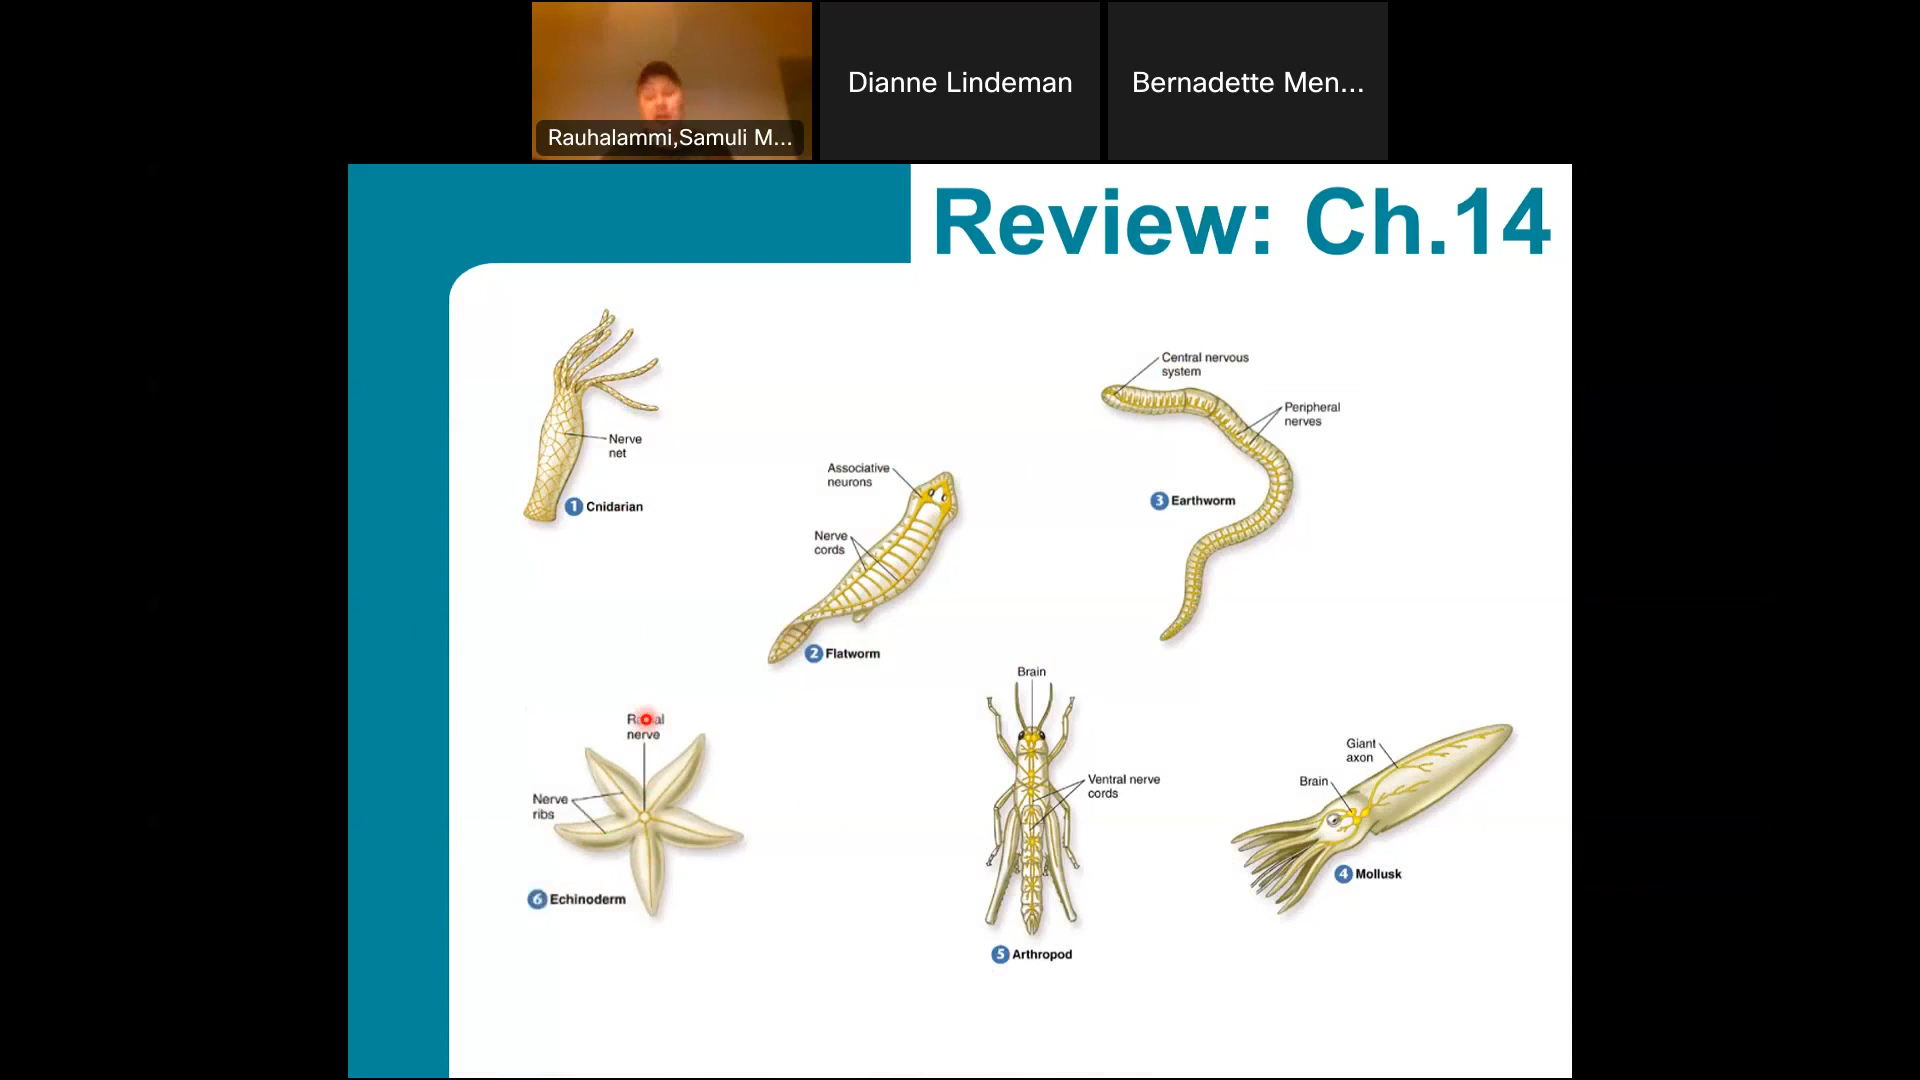 Rauhalammi,Samuli M...
Dianne Lindeman
Bernadette Men...
Review: Ch.14
Nerve
net
1 Cnidarian
Associative
neurons
Nerve
cords
2 Flatworm
Central nervous
system
Peripheral
nerves
3 Earthworm
nerve
Nerve
ribs
6 Echinoderm
Brain
Ventral nerve
cords
5 Arthropod
Giant
axon
Brain
4 Mollusk